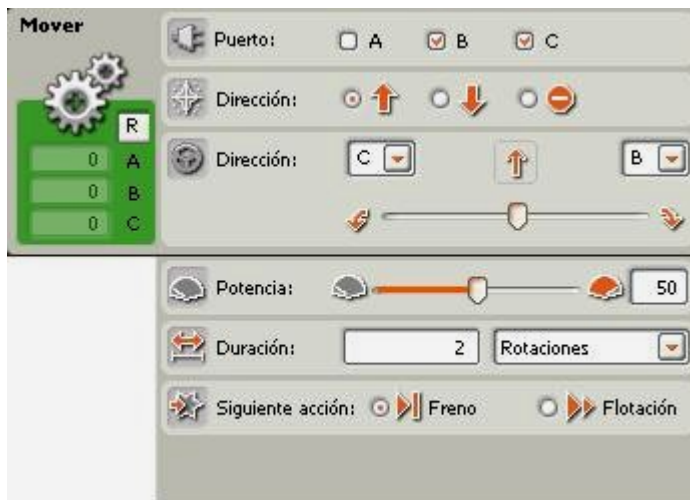 Mover
Puerto: A B C
Dirección:
R
0 A
0 B
0 C
Dirección: C B
Potencia: 50
Duración: 2 Rotaciones
Siguiente acción: Freno Flotación